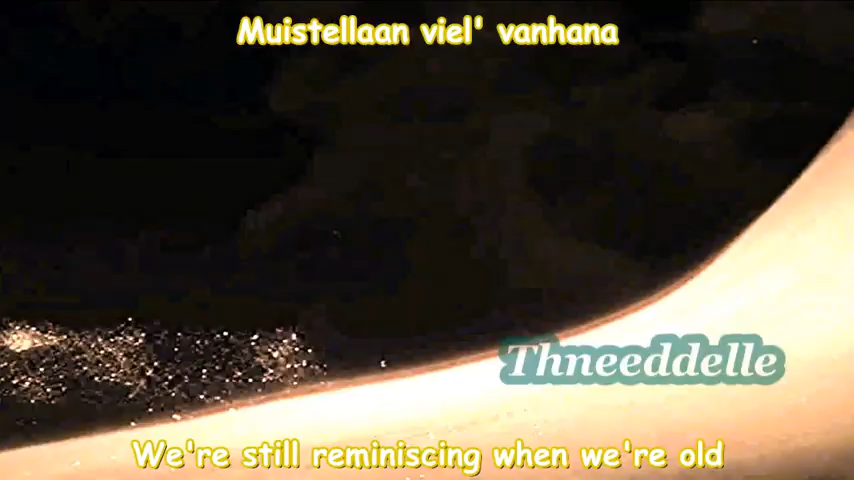 Muistellaan viel' vanhana
Thneeddelle
We're still reminiscing when we're old